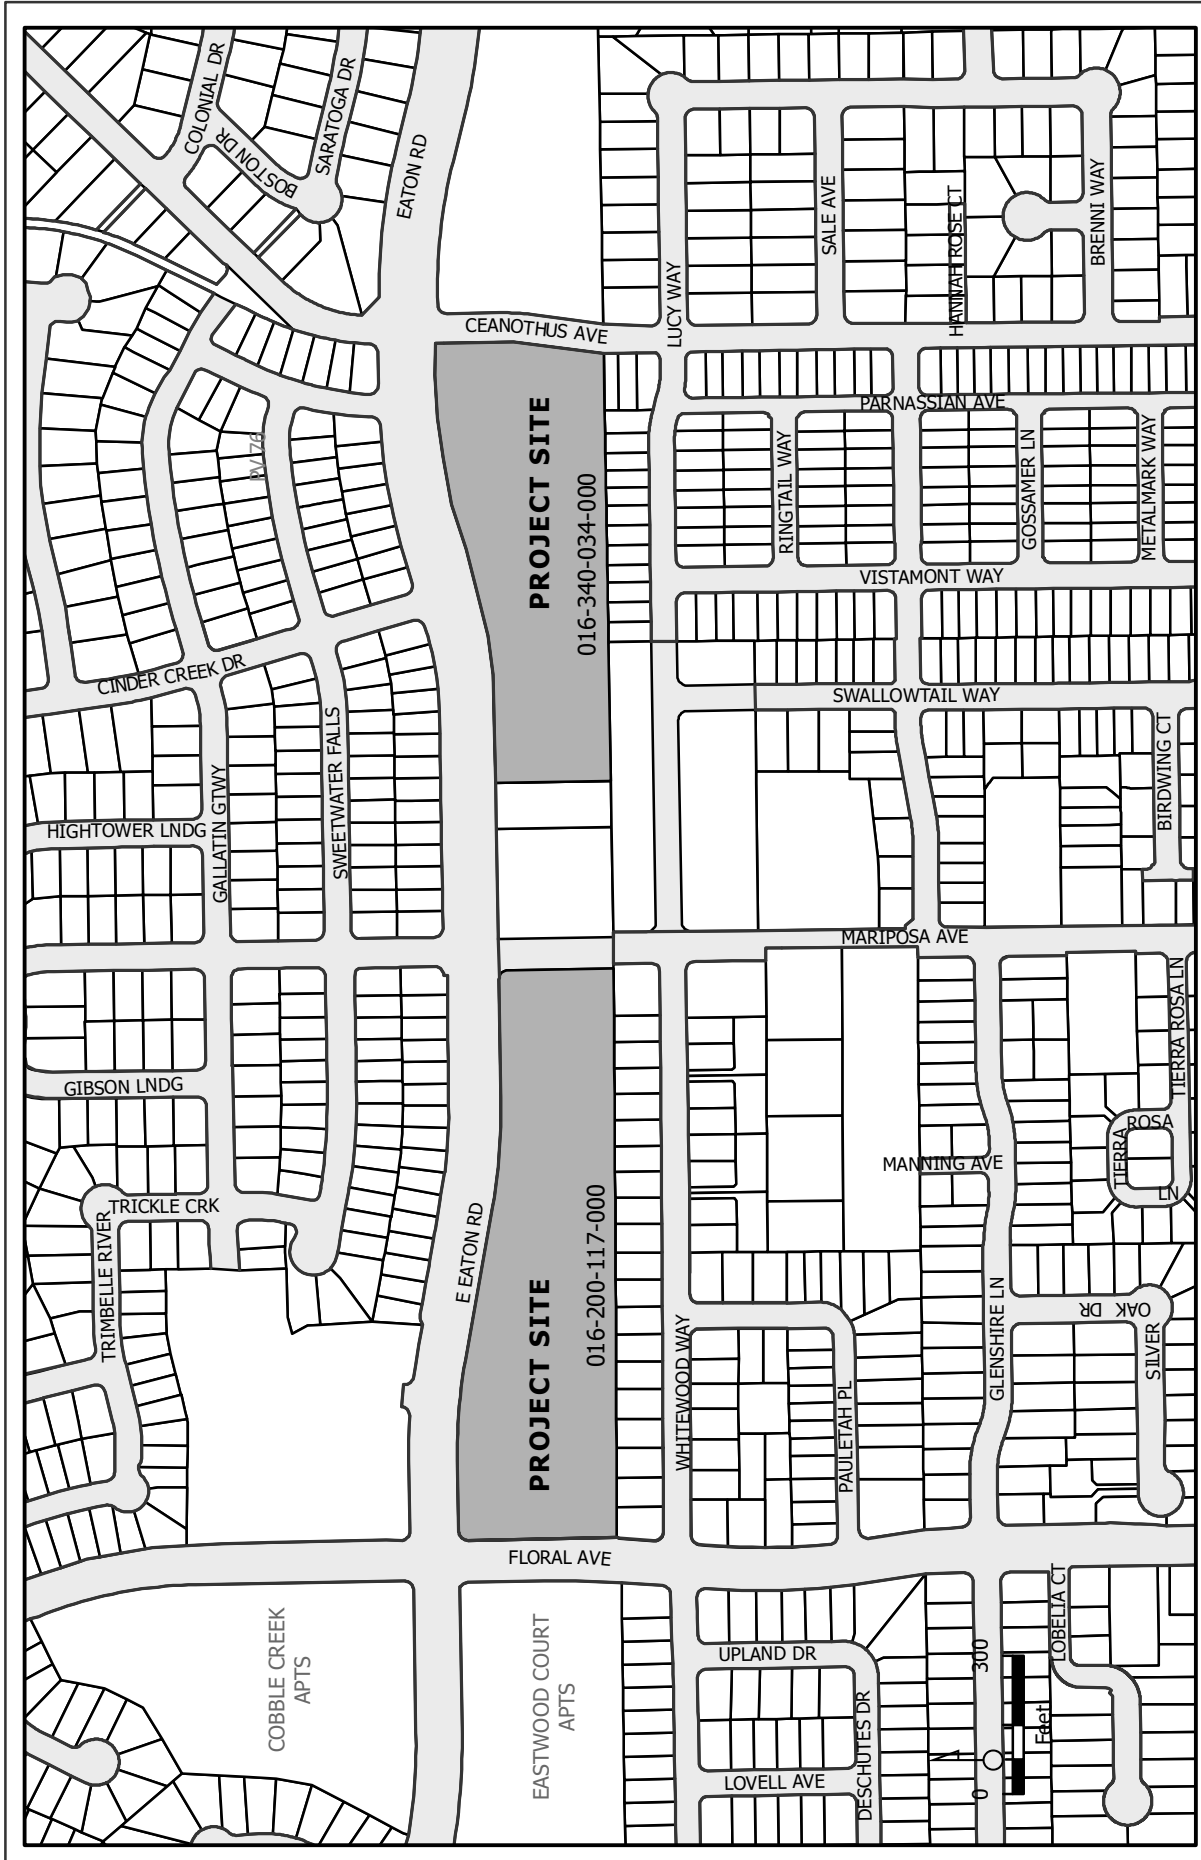 COLONIAL DR
BOSTON DR
SARATOGA DR
EATON RD
CEANOTHUS AVE
LUCY WAY
SALE AVE
HANNAH ROSE CT
BRENNI WAY
PROJECT SITE
016-340-034-000
PV 76
PARNASSIAN AVE
RINGTAIL WAY
GOSSAMER LN
METALMARK WAY
VISTAMONT WAY
CINDER CREEK DR
SWALLOWTAIL WAY
SWEETWATER FALLS
GALLATIN GTWY
HIGHTOWER LNDG
BIRDWING CT
MARIPOSA AVE
TIERRA ROSA LN
GIBSON LNDG
TIERRA
ROSA
LN
MANNING AVE
TRICKLE CRK
TRIMBELLE RIVER
E EATON RD
PROJECT SITE
016-200-117-000
WHITEWOOD WAY
PAULETAH PL
GLENSHIRE LN
OAK DR
SILVER
FLORAL AVE
COBBLE CREEK
APTS
EASTWOOD COURT
APTS
UPLAND DR
LOVELL AVE
DESCHUTES DR
LOBELIA CT
N
0
300
Feet